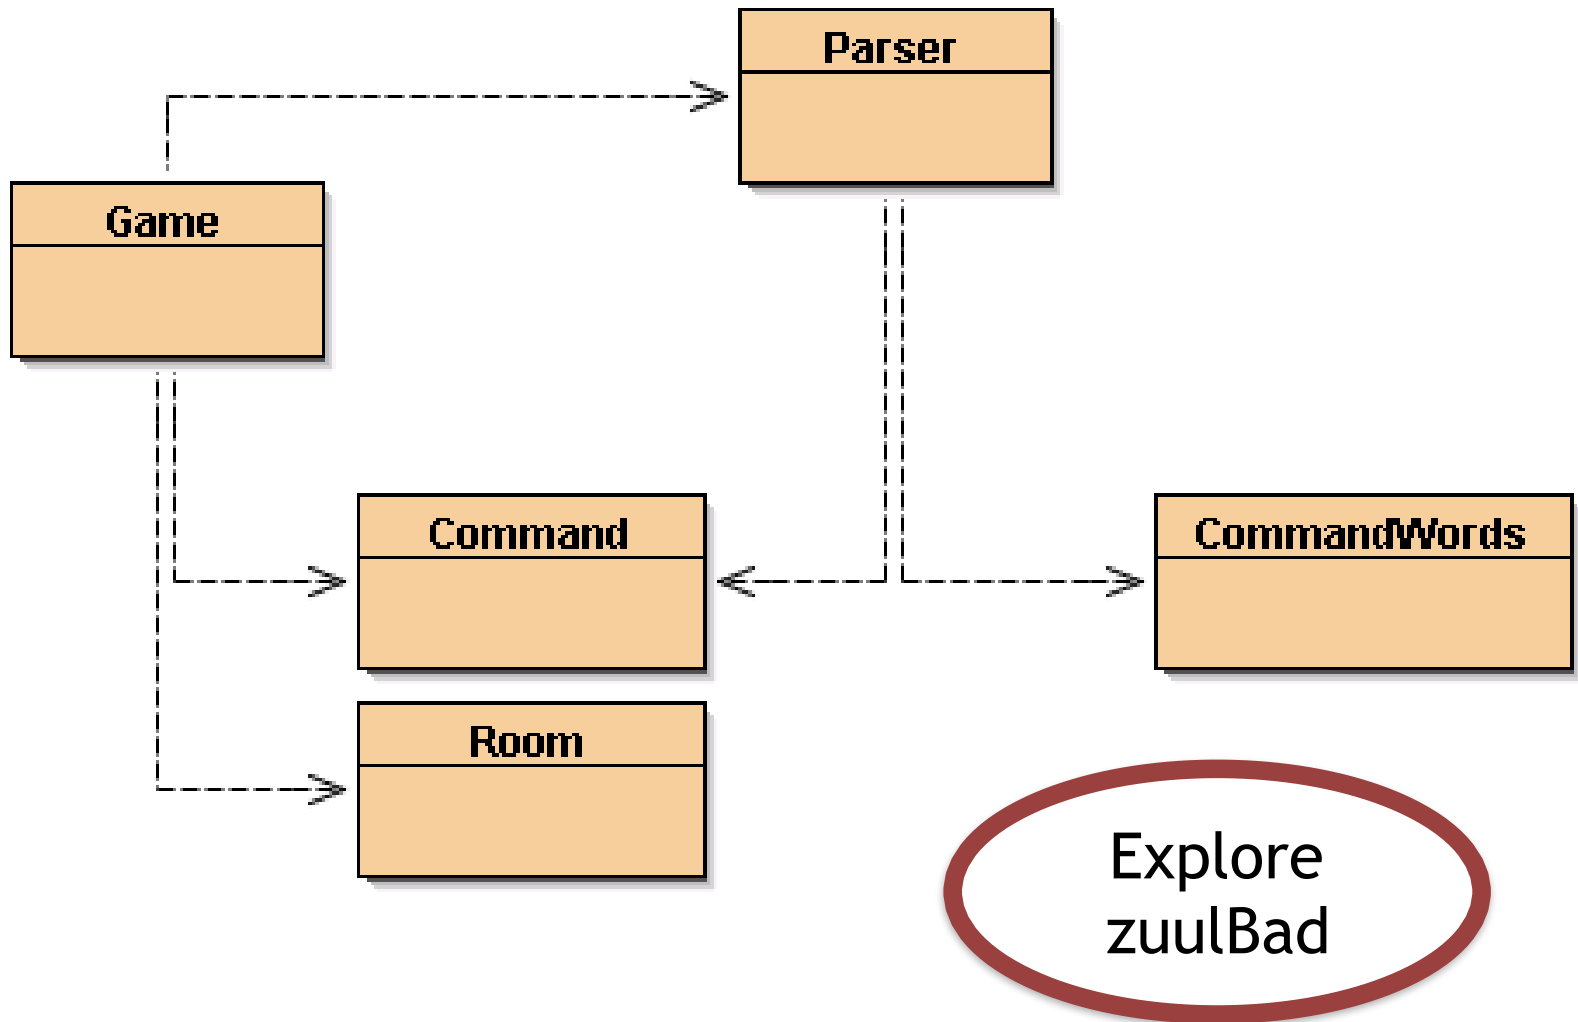 Parser
Game
Command
CommandWords
Room
Explore
zuulBad